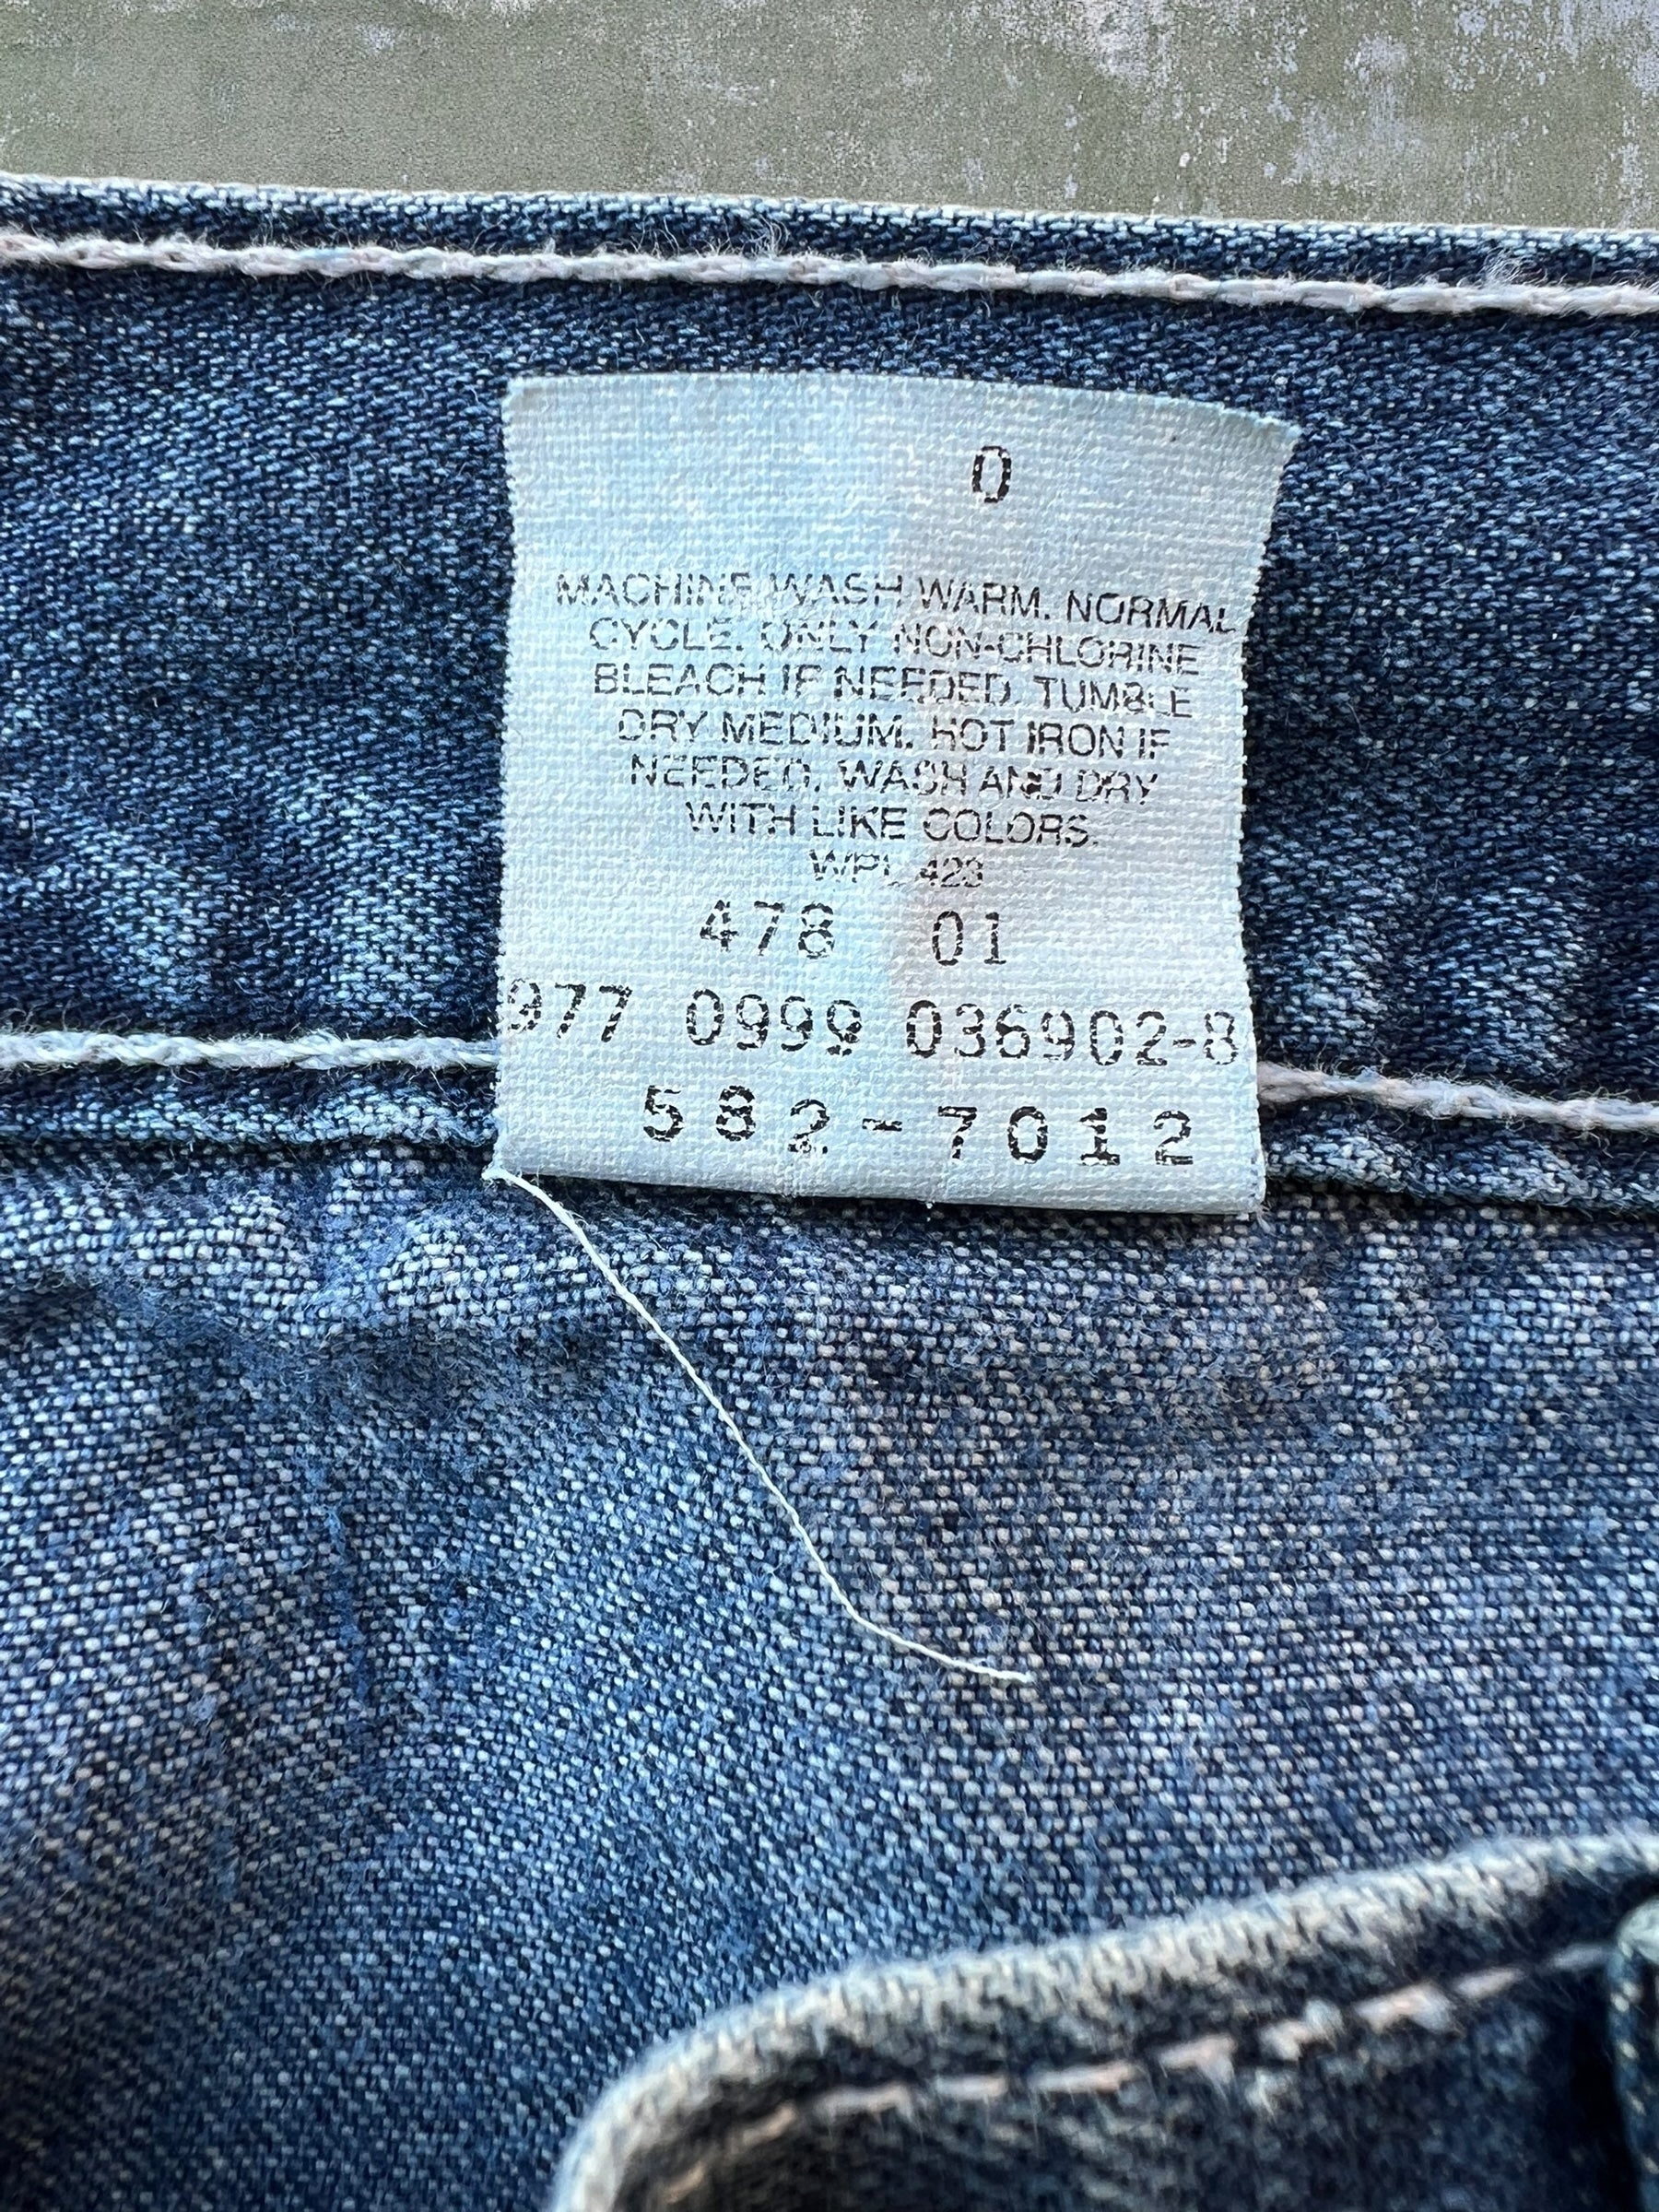 0
MACHINE WASH WARM. NORMAL
CYCLE. ONLY NON-CHLORINE
BLEACH IF NEEDED. TUMBLE
DRY MEDIUM. HOT IRON IF
NEEDED. WASH AND DRY
WITH LIKE COLORS.
WPL 423
478 01
977 0999 036902-8
582-7012